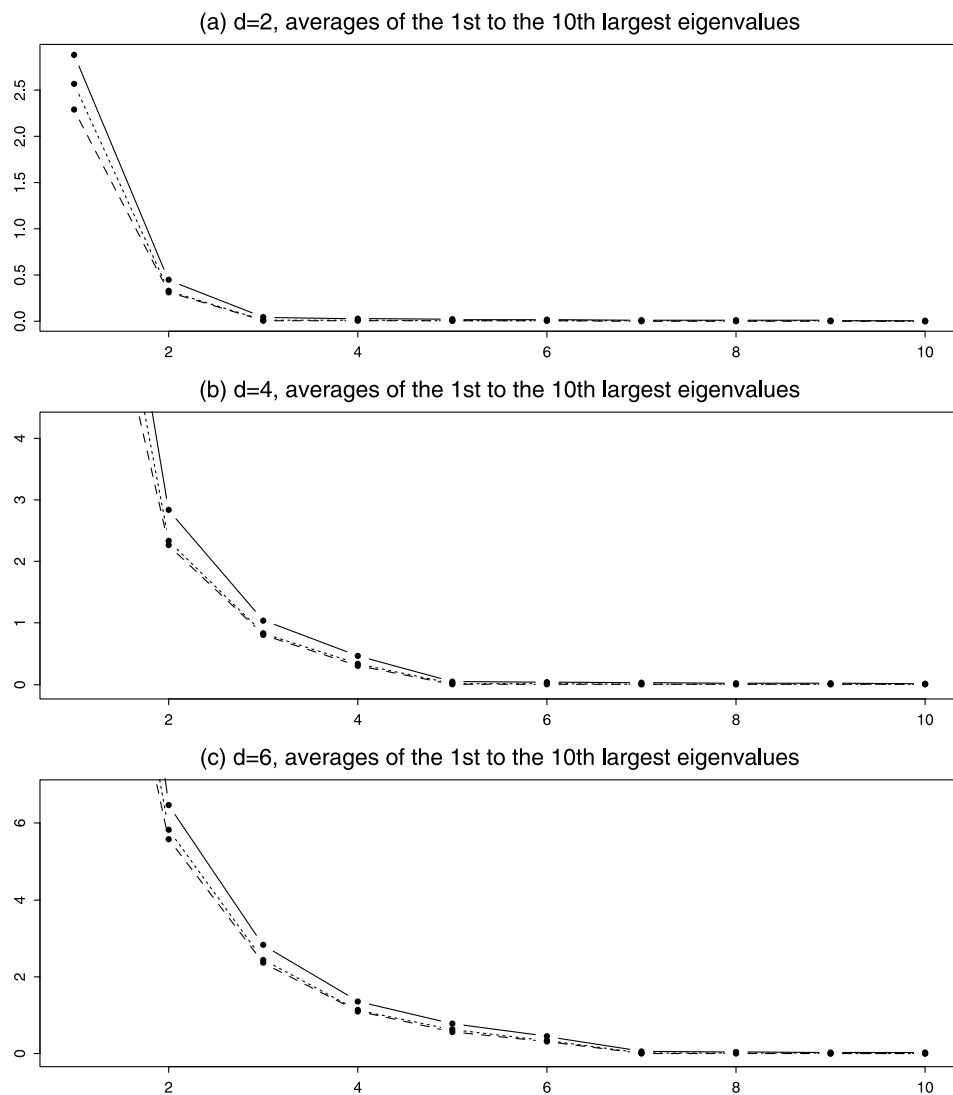 (a) d=2, averages of the 1st to the 10th largest eigenvalues
2.5
2.0
1.5
1.0
0.5
0.0
2 4 6 8 10
(b) d=4, averages of the 1st to the 10th largest eigenvalues
4
3
2
1
0
2 4 6 8 10
(c) d=6, averages of the 1st to the 10th largest eigenvalues
6
4
2
0
2 4 6 8 10